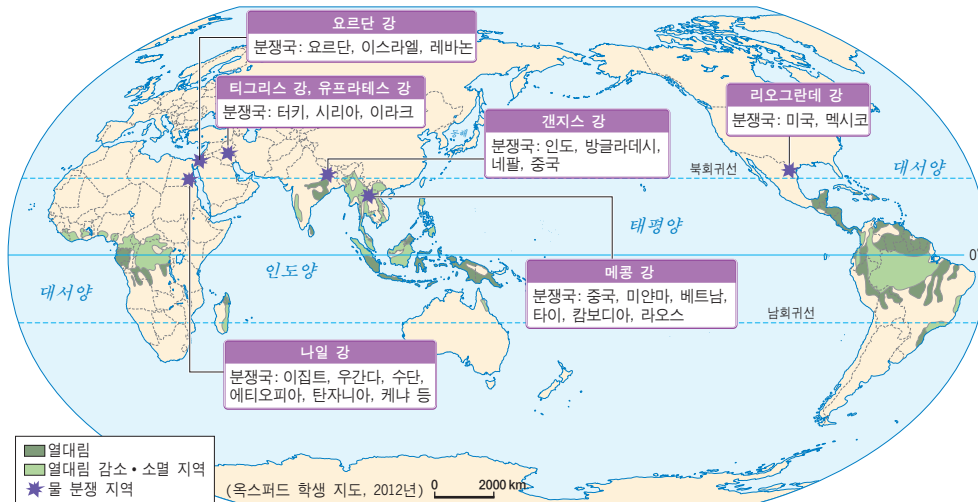 요르단 강
분쟁국: 요르단, 이스라엘, 레바논
티그리스 강, 유프라테스 강
분쟁국: 터키, 시리아, 이라크
갠지스 강
분쟁국: 인도, 방글라데시,
네팔, 중국
리오그란데 강
분쟁국: 미국, 멕시코
동해
북회귀선
대서양
태평양
인도양
대서양
0°
메콩 강
분쟁국: 중국, 미얀마, 베트남,
타이, 캄보디아, 라오스
남회귀선
나일 강
분쟁국: 이집트, 우간다, 수단,
에티오피아, 탄자니아, 케냐 등
열대림
열대림 감소•소멸 지역
물 분쟁 지역
(옥스퍼드 학생 지도, 2012년)
0 2000 km